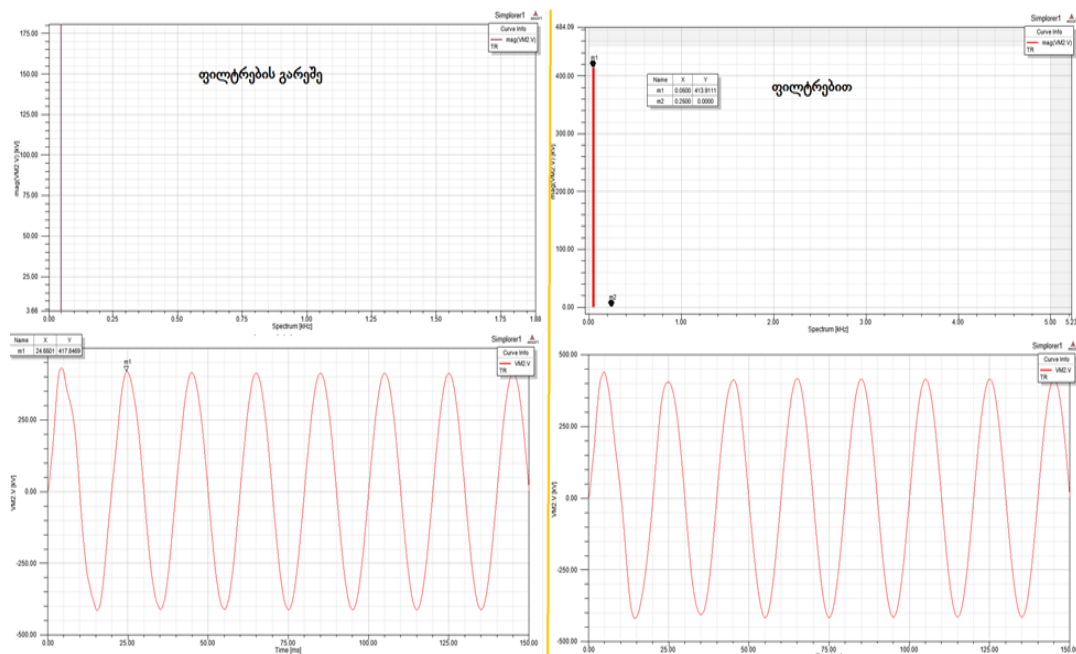 Simplorer1
Curve Info
mag(VM2.V)
TR
ფილტრების გარეშე
175.00
150.00
125.00
100.00
75.00
50.00
25.00
3.66
mag(VM2.V) [kV]
0.00 0.25 0.50 0.75 1.00 1.25 1.50 1.75 1.98
Spectrum [kHz]
Simplorer1
Curve Info
mag(VM2.V)
TR
ფილტრებით
484.09
400.00
300.00
200.00
100.00
0.00
mag(VM2.V) [kV]
m1
Name X Y
m1 0.0500 413.9111
m2 0.2500 0.0000
m2
0.00 1.00 2.00 3.00 4.00 5.00 5.21
Spectrum [kHz]
Name X Y
m1 24.6601 417.8469
Simplorer1
Curve Info
VM2.V
TR
m1
250.00
0.00
-250.00
-500.00
VM2.V [kV]
0.00 25.00 50.00 75.00 100.00 125.00 150.00
Time [ms]
Simplorer1
Curve Info
VM2.V
TR
500.00
250.00
0.00
-250.00
-500.00
VM2.V [kV]
0.00 25.00 50.00 75.00 100.00 125.00 150.00